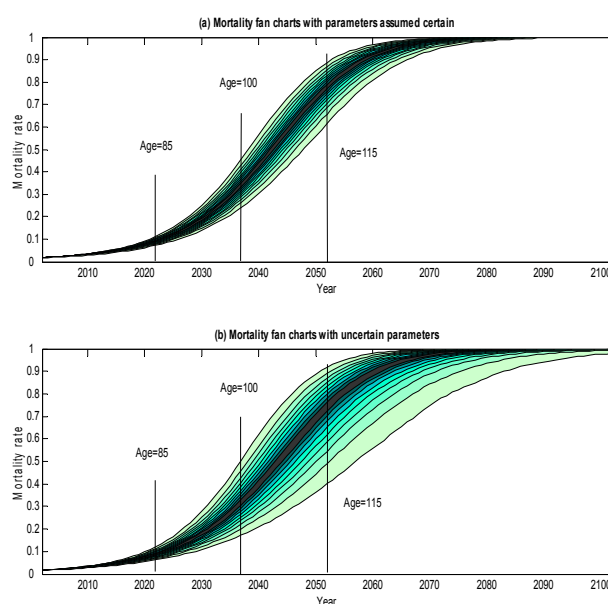 (a) Mortality fan charts with parameters assumed certain
1
0.9
0.8
0.7
0.6
0.5
0.4
0.3
0.2
0.1
0
Mortality rate
Age=85
Age=100
Age=115
2010 2020 2030 2040 2050 2060 2070 2080 2090 2100
Year
(b) Mortality fan charts with uncertain parameters
1
0.9
0.8
0.7
0.6
0.5
0.4
0.3
0.2
0.1
0
Mortality rate
Age=85
Age=100
Age=115
2010 2020 2030 2040 2050 2060 2070 2080 2090 2100
Year